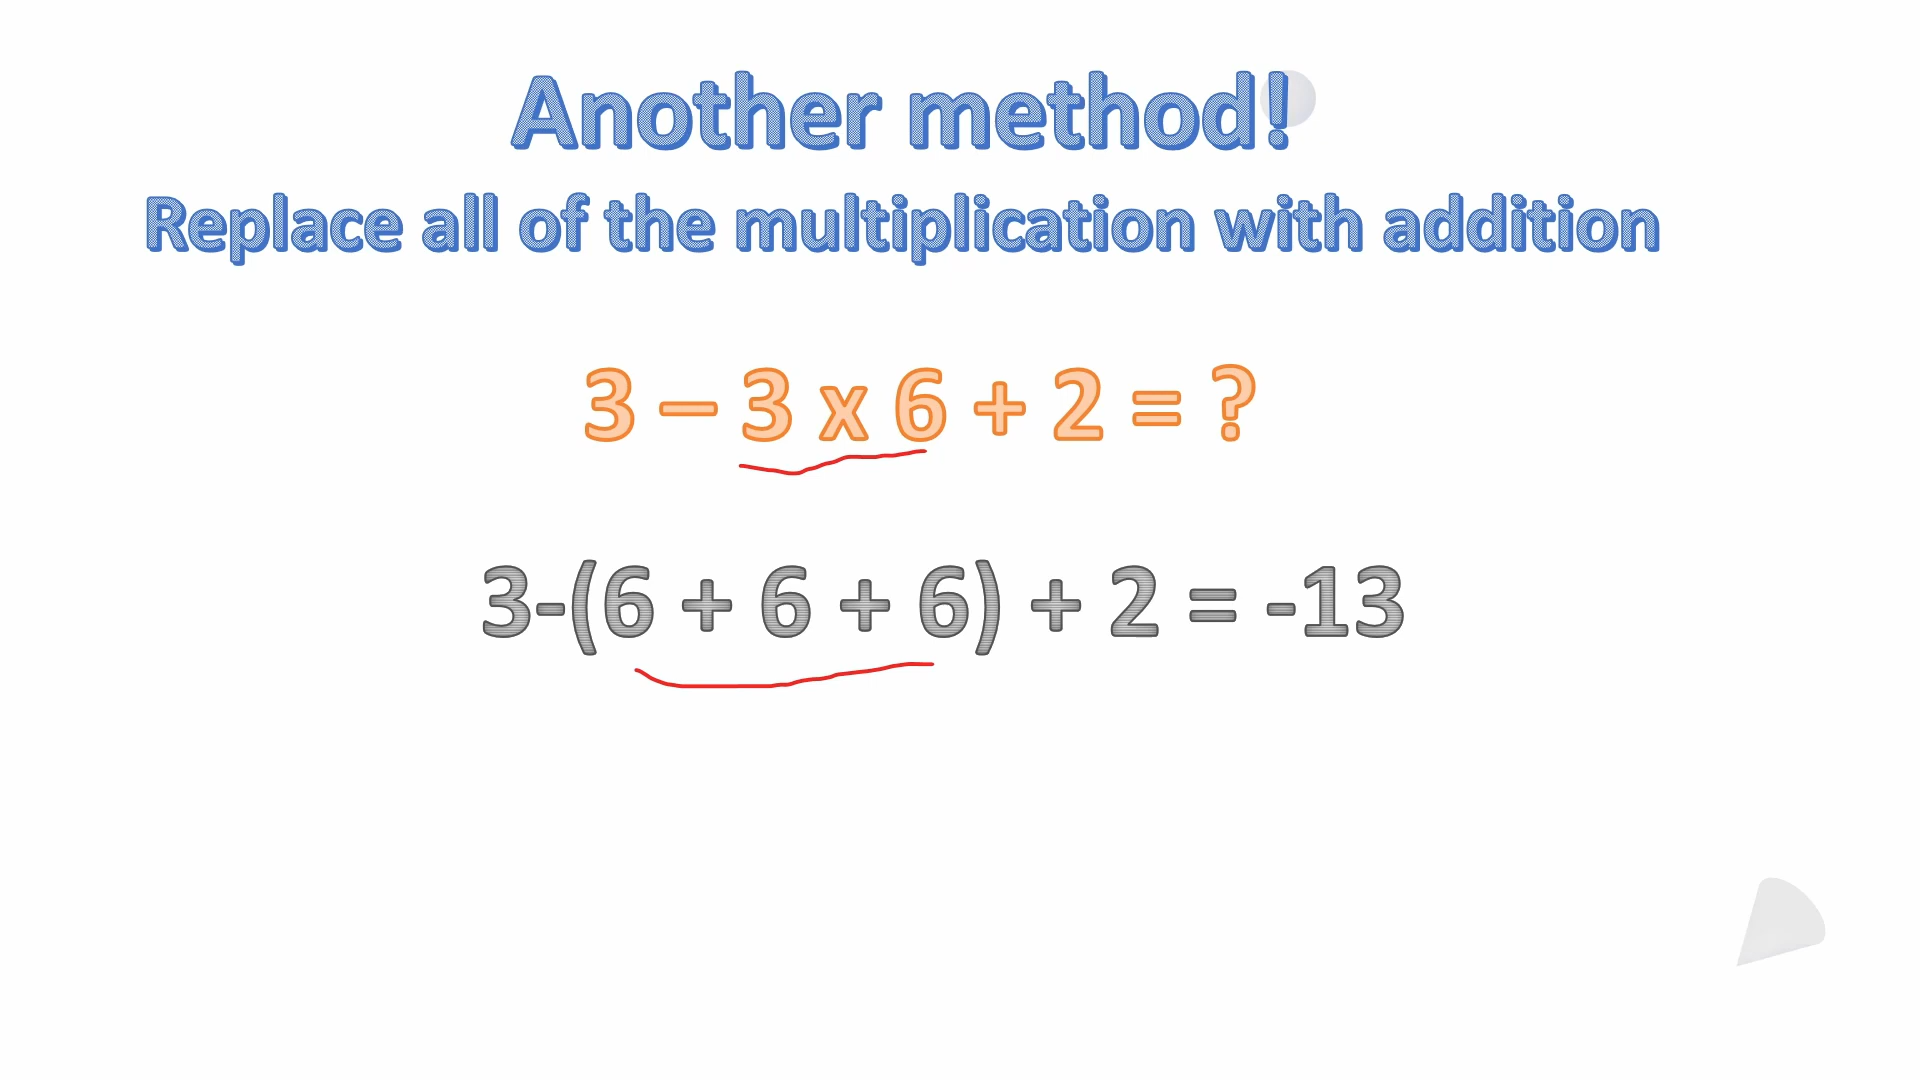 Another method!
Replace all of the multiplication with addition
3 – 3 x 6 + 2 = ?
3-(6 + 6 + 6) + 2 = -13